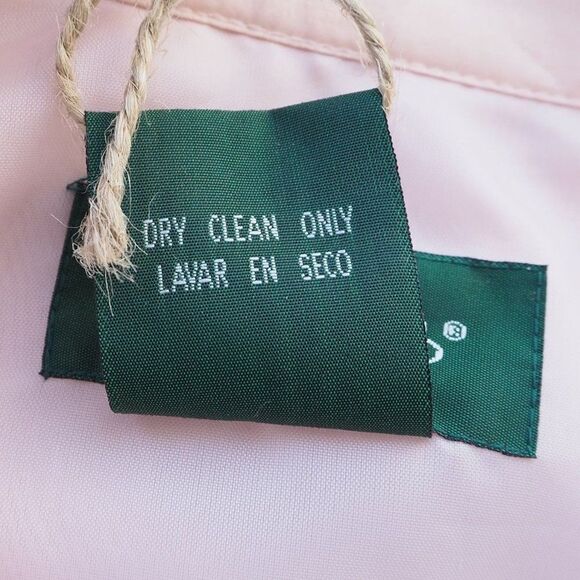 DRY CLEAN ONLY
LAVAR EN SECO
®